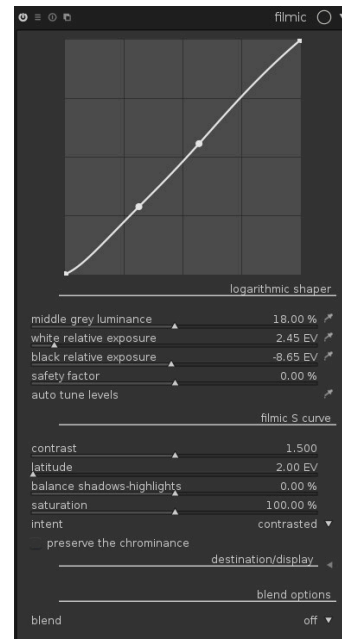 filmic
logarithmic shaper
middle grey luminance 18.00 %
white relative exposure 2.45 EV
black relative exposure -8.65 EV
safety factor 0.00 %
auto tune levels
filmic S curve
contrast 1.500
latitude 2.00 EV
balance shadows-highlights 0.00 %
saturation 100.00 %
intent contrasted
preserve the chrominance
destination/display
blend options
blend off